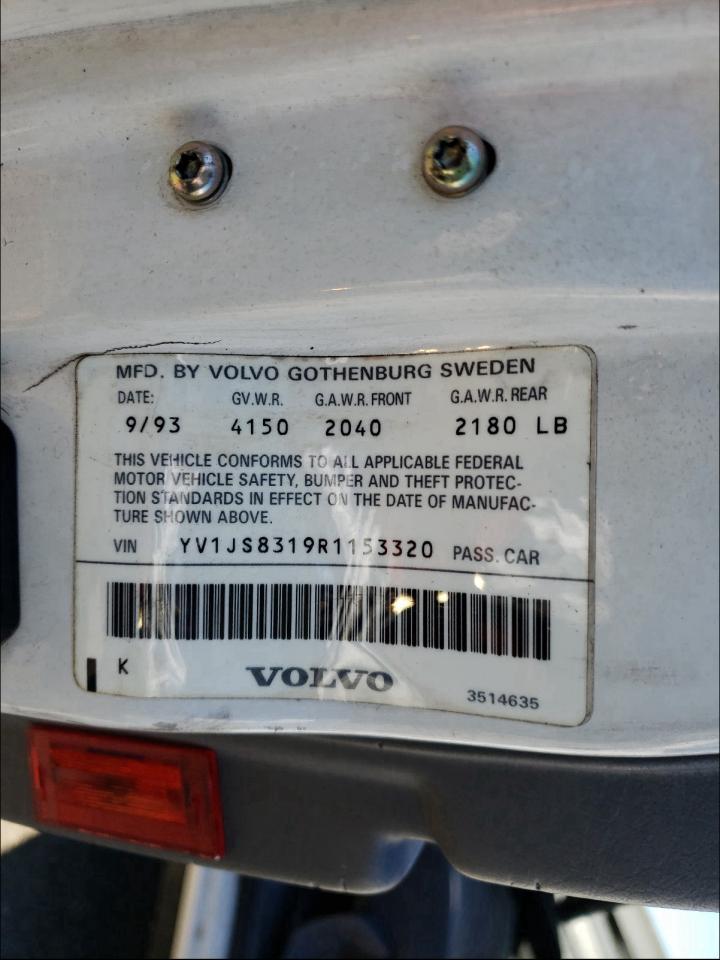 MFD. BY VOLVO GOTHENBURG SWEDEN
DATE: GV.W.R. G.A.W.R. FRONT G.A.W.R. REAR
9/93 4150 2040 2180 LB
THIS VEHICLE CONFORMS TO ALL APPLICABLE FEDERAL
MOTOR VEHICLE SAFETY, BUMPER AND THEFT PROTEC-
TION STANDARDS IN EFFECT ON THE DATE OF MANUFAC-
TURE SHOWN ABOVE.
VIN YV1JS8319R1153320 PASS. CAR
K VOLVO 3514635